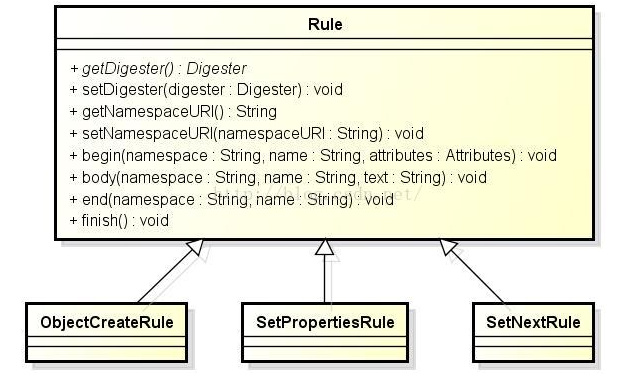 Rule
+ getDigester() : Digester
+ setDigester(digester : Digester) : void
+ getNamespaceURI() : String
+ setNamespaceURI(namespaceURI : String) : void
+ begin(namespace : String, name : String, attributes : Attributes) : void
+ body(namespace : String, name : String, text : String) : void
http://blog.csdn.net/
+ end(namespace : String, name : String) : void
+ finish() : void
ObjectCreateRule
SetPropertiesRule
SetNextRule